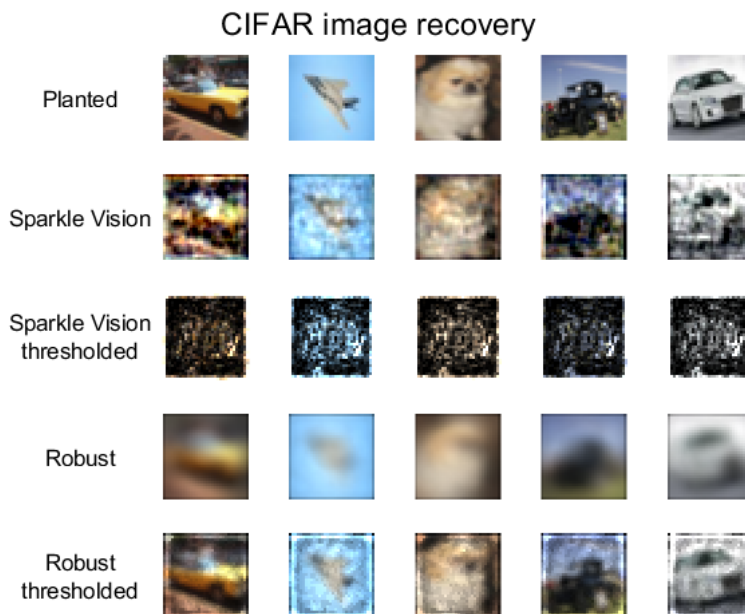 CIFAR image recovery
Planted
Sparkle Vision
Sparkle Vision
thresholded
Robust
Robust
thresholded